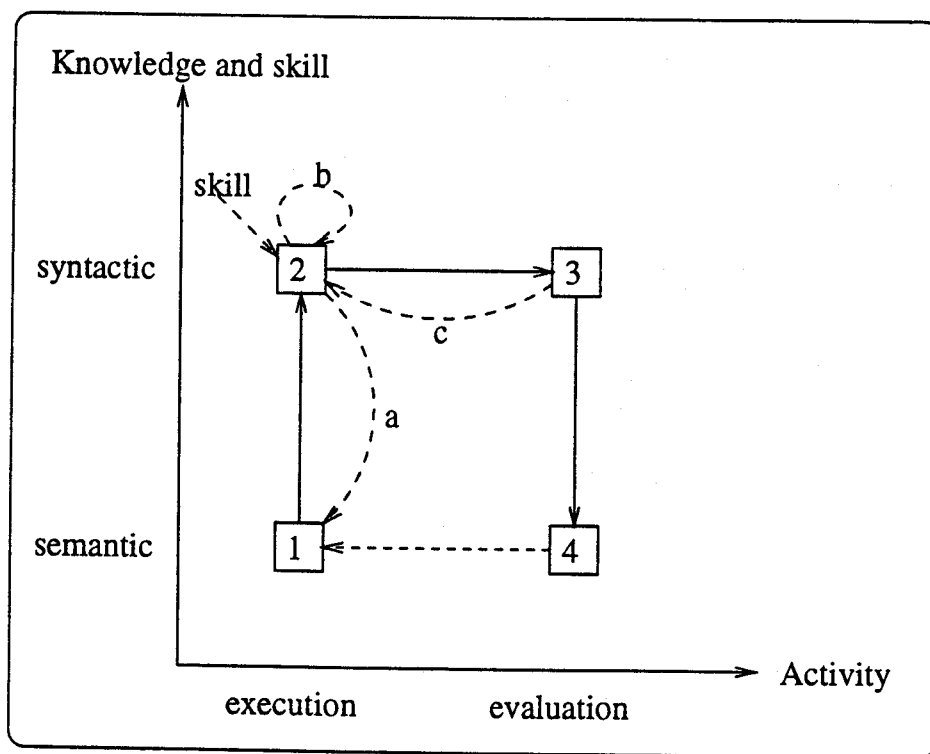 Knowledge and skill
skill
b
syntactic
2
3
c
a
semantic
1
4
Activity
execution
evaluation